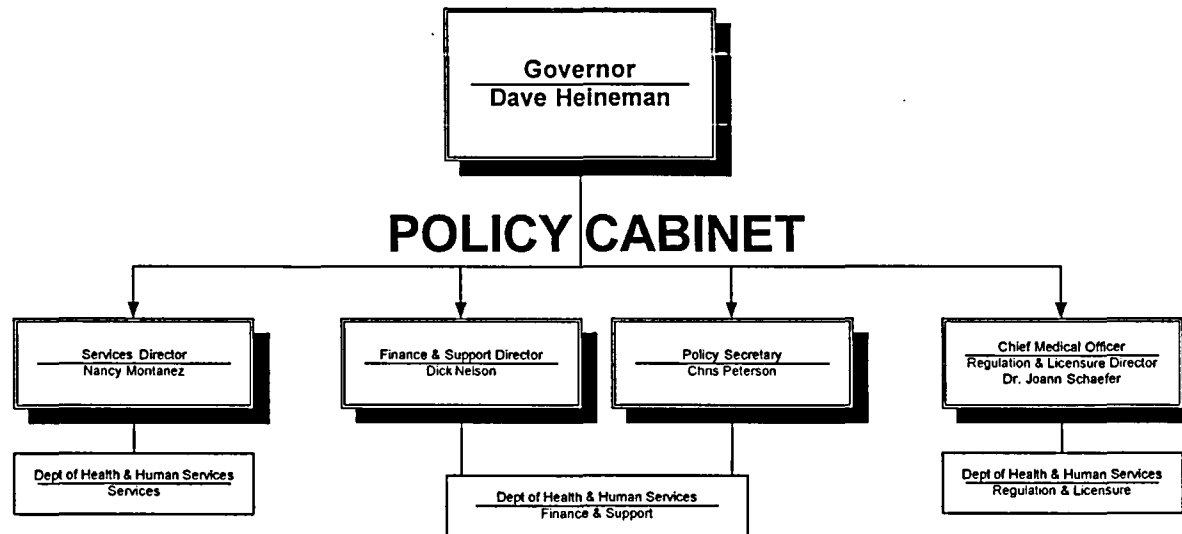 Governor
Dave Heineman
POLICY CABINET
Services Director
Nancy Montanez
Finance & Support Director
Dick Nelson
Policy Secretary
Chris Peterson
Chief Medical Officer
Regulation & Licensure Director
Dr. Joann Schaefer
Dept of Health & Human Services
Services
Dept of Health & Human Services
Finance & Support
Dept of Health & Human Services
Regulation & Licensure